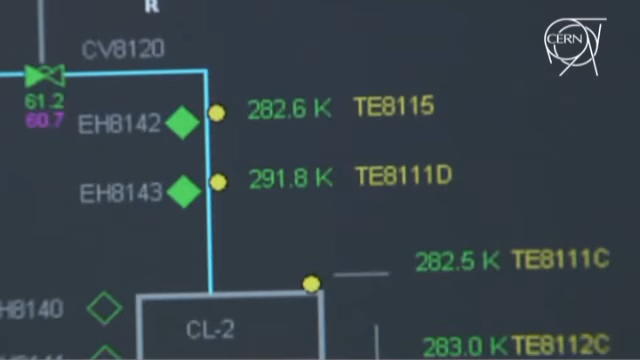 R
CERN
CV8120
61.2
60.7
EH8142
282.6 K TE8115
EH8143
291.8 K TE8111D
282.5 K TE8111C
H8140
CL-2
283.0 K TE8112C